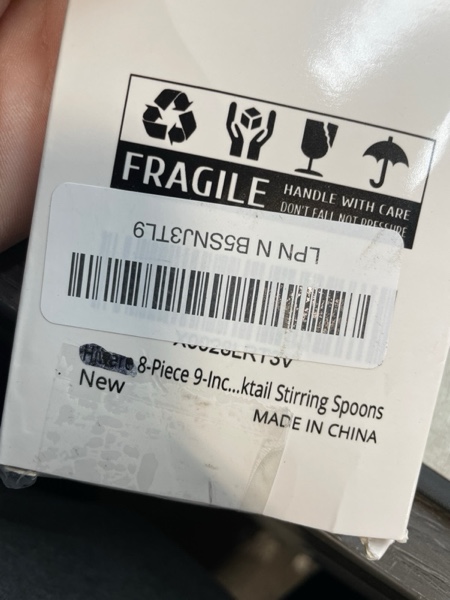 FRAGILE
HANDLE WITH CARE
DON'T FALL NOT PRESSURE
LPN N B5SNJ3TL9
8-Piece 9-Inc...ktail Stirring Spoons
New
MADE IN CHINA